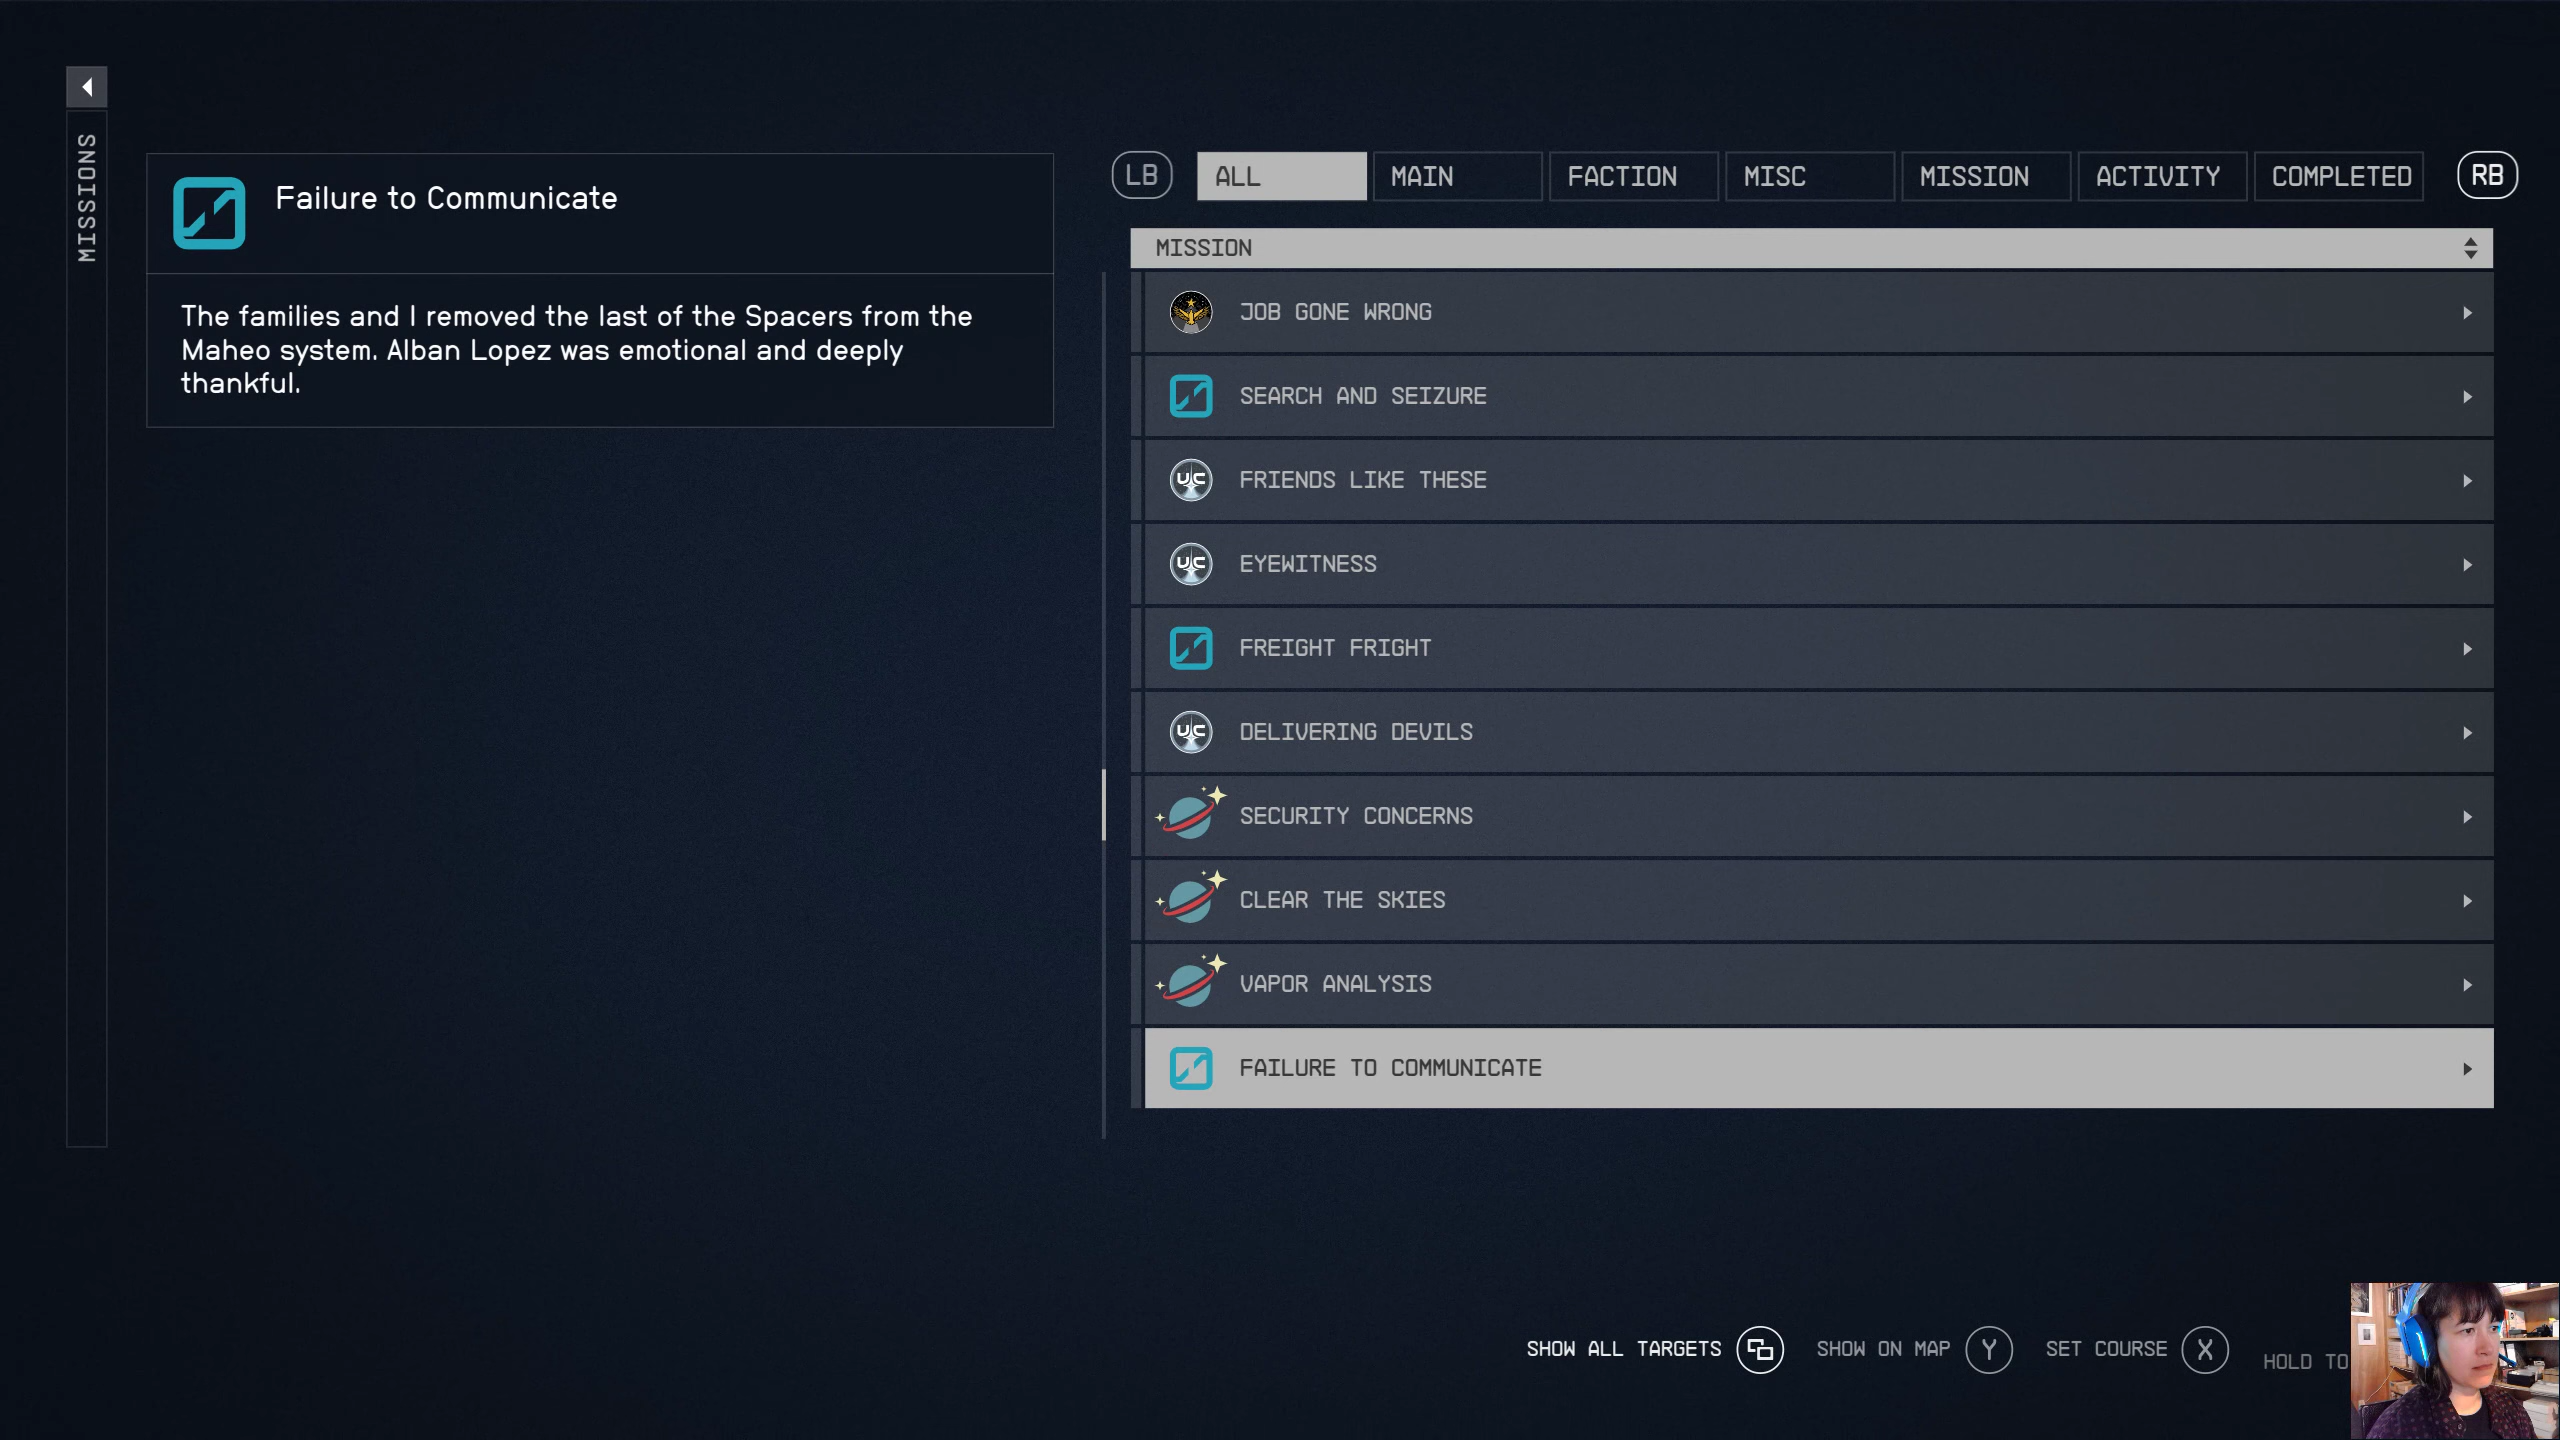 MISSIONS
Failure to Communicate
The families and I removed the last of the Spacers from the
Maheo system. Alban Lopez was emotional and deeply
thankful.
LB ALL MAIN FACTION MISC MISSION ACTIVITY COMPLETED RB
MISSION
JOB GONE WRONG
SEARCH AND SEIZURE
UC FRIENDS LIKE THESE
UC EYEWITNESS
FREIGHT FRIGHT
UC DELIVERING DEVILS
SECURITY CONCERNS
CLEAR THE SKIES
VAPOR ANALYSIS
FAILURE TO COMMUNICATE
SHOW ALL TARGETS SHOW ON MAP Y SET COURSE X HOLD TO